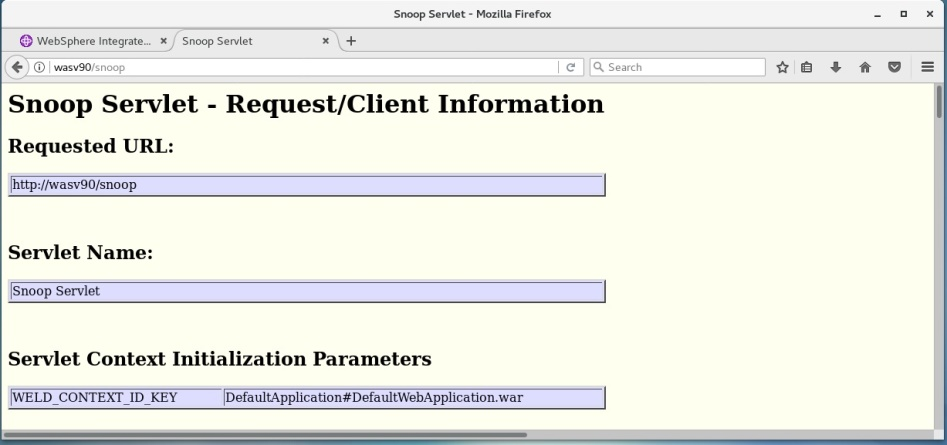 Snoop Servlet - Mozilla Firefox
WebSphere Integrate...
Snoop Servlet
wasv90/snoop
Search
Snoop Servlet - Request/Client Information
Requested URL:
http://wasv90/snoop
Servlet Name:
Snoop Servlet
Servlet Context Initialization Parameters
WELD_CONTEXT_ID_KEY DefaultApplication#DefaultWebApplication.war